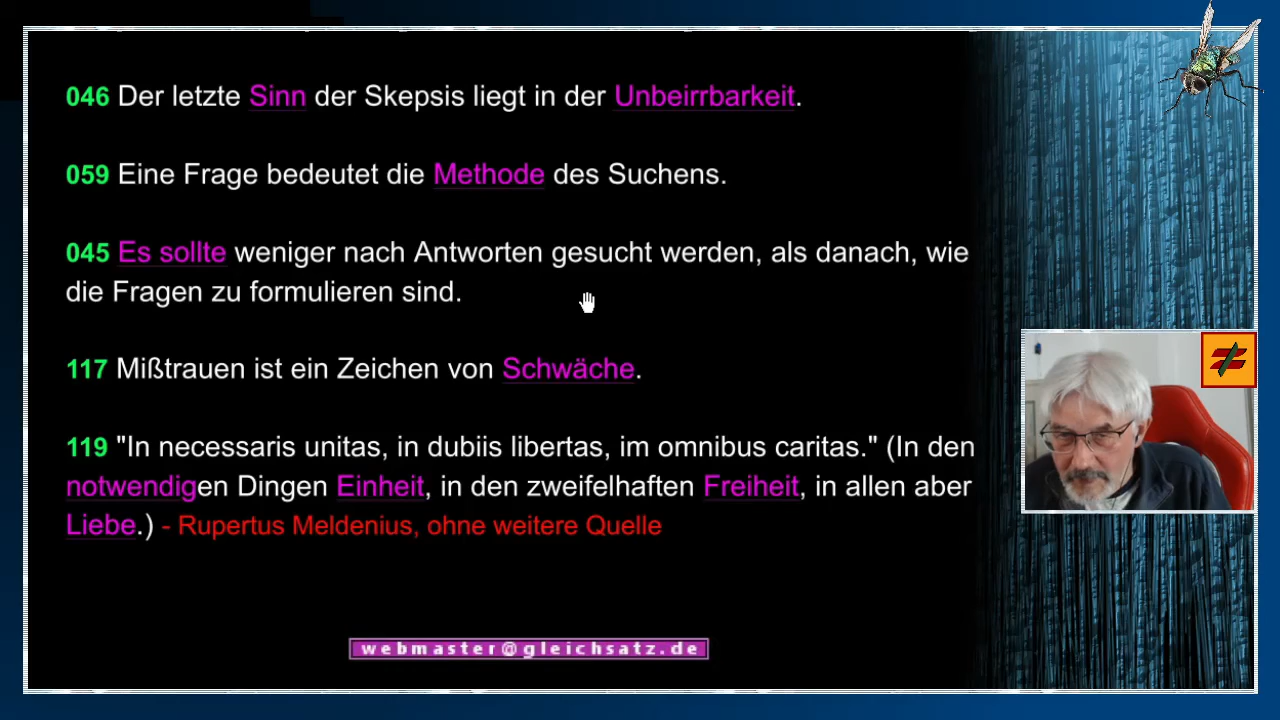 046 Der letzte Sinn der Skepsis liegt in der Unbeirrbarkeit.
059 Eine Frage bedeutet die Methode des Suchens.
045 Es sollte weniger nach Antworten gesucht werden, als danach, wie
die Fragen zu formulieren sind.
117 Mißtrauen ist ein Zeichen von Schwäche.
119 "In necessaris unitas, in dubiis libertas, im omnibus caritas." (In den
notwendigen Dingen Einheit, in den zweifelhaften Freiheit, in allen aber
Liebe.) - Rupertus Meldenius, ohne weitere Quelle
webmaster@gleichsatz.de